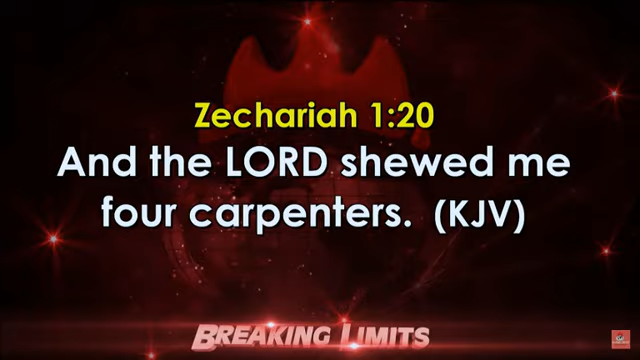 Zechariah 1:20
And the LORD shewed me
four carpenters. (KJV)
BREAKING LIMITS